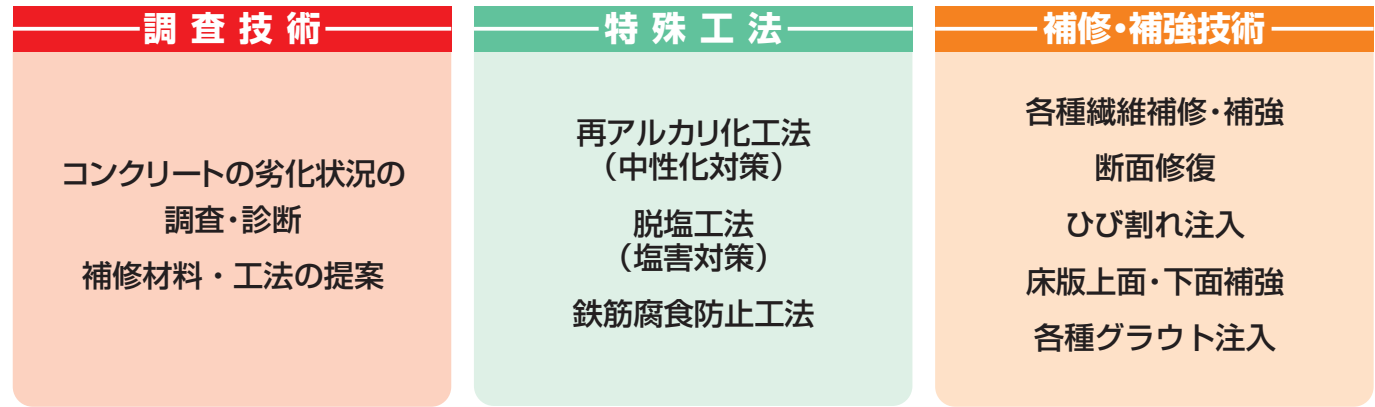 調査技術
コンクリートの劣化状況の
調査・診断
補修材料・工法の提案
特殊工法
再アルカリ化工法
（中性化対策）
脱塩工法
（塩害対策）
鉄筋腐食防止工法
補修・補強技術
各種繊維補修・補強
断面修復
ひび割れ注入
床版上面・下面補強
各種グラウト注入